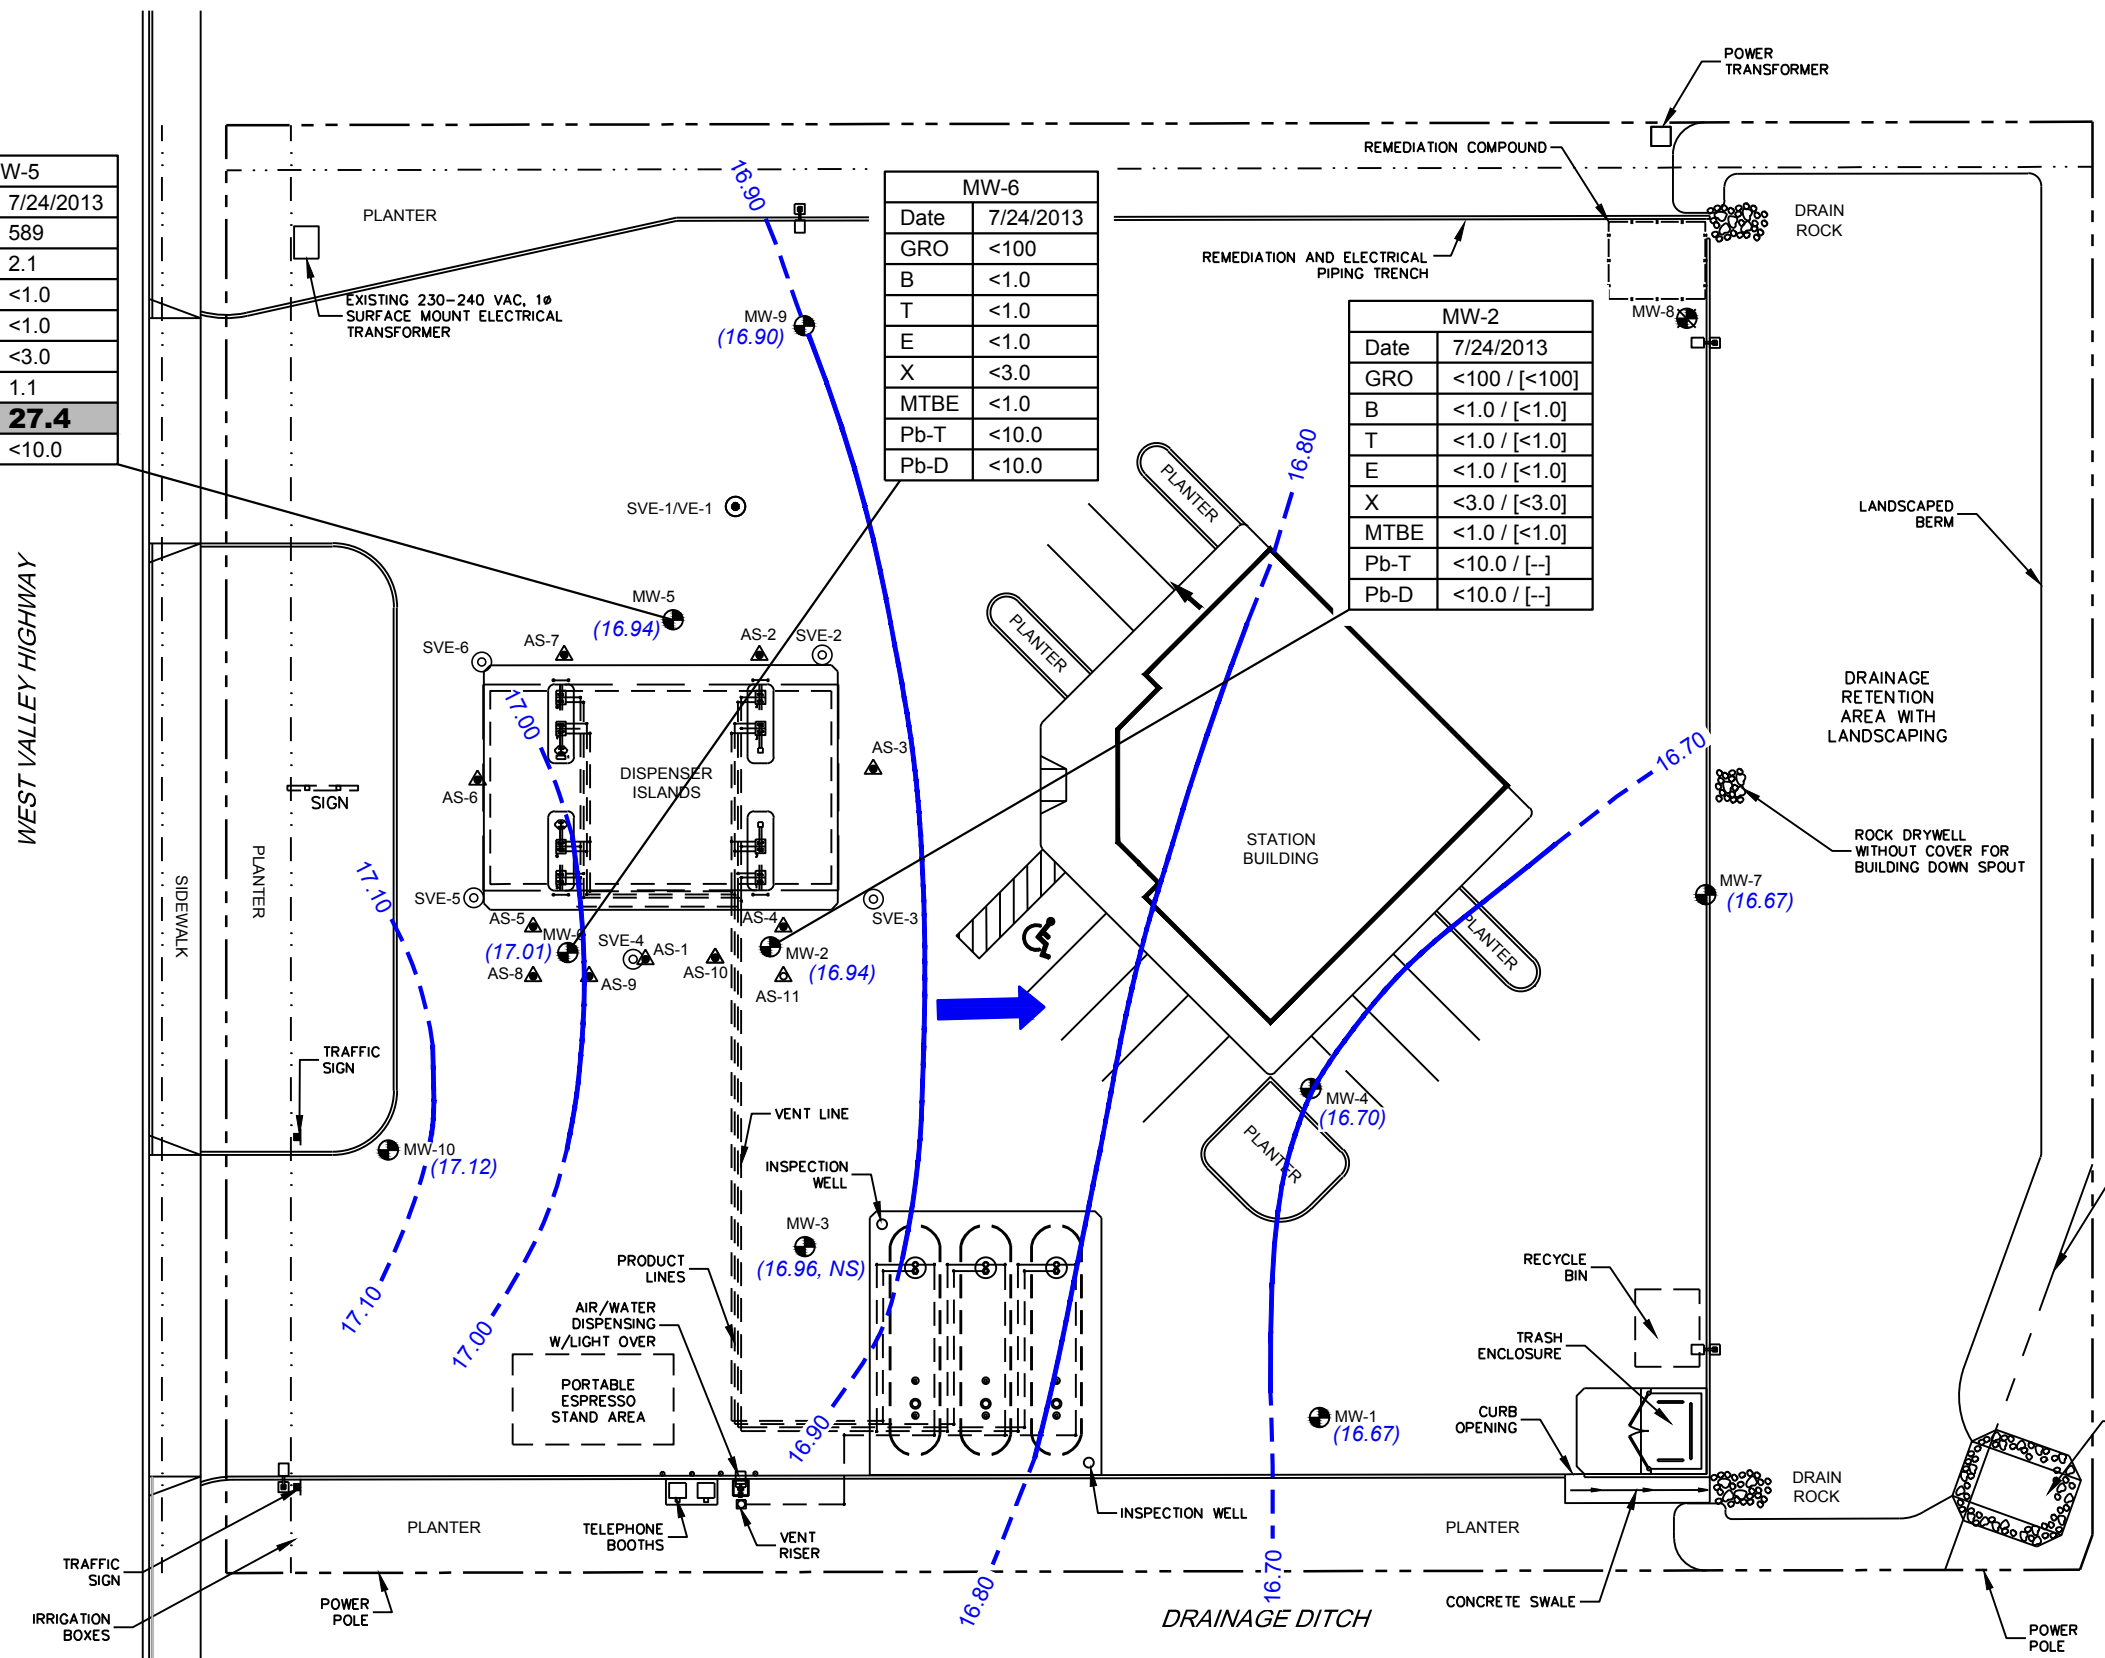 POWER
TRANSFORMER
REMEDIATION COMPOUND
W-5
7/24/2013
589
2.1
<1.0
<1.0
<3.0
1.1
27.4
<10.0
PLANTER
EXISTING 230-240 VAC, 1ø
SURFACE MOUNT ELECTRICAL
TRANSFORMER
16.90
MW-9
(16.90)
MW-6
Date 7/24/2013
GRO <100
B <1.0
T <1.0
E <1.0
X <3.0
MTBE <1.0
Pb-T <10.0
Pb-D <10.0
REMEDIATION AND ELECTRICAL
PIPING TRENCH
DRAIN
ROCK
MW-8
MW-2
Date 7/24/2013
GRO <100 / [<100]
B <1.0 / [<1.0]
T <1.0 / [<1.0]
E <1.0 / [<1.0]
X <3.0 / [<3.0]
MTBE <1.0 / [<1.0]
Pb-T <10.0 / [--]
Pb-D <10.0 / [--]
16.80
PLANTER
PLANTER
LANDSCAPED
BERM
WEST VALLEY HIGHWAY
SVE-1/VE-1
MW-5
(16.94)
SVE-6
AS-7
AS-2
SVE-2
17.00
DISPENSER
ISLANDS
AS-3
AS-6
SIGN
PLANTER
SIDEWALK
17.10
SVE-5
AS-5
MW-6
(17.01)
AS-8
AS-9
SVE-4
AS-1
AS-10
AS-4
MW-2
(16.94)
AS-11
SVE-3
STATION
BUILDING
16.70
DRAINAGE
RETENTION
AREA WITH
LANDSCAPING
ROCK DRYWELL
WITHOUT COVER FOR
BUILDING DOWN SPOUT
MW-7
(16.67)
PLANTER
TRAFFIC
SIGN
MW-10
(17.12)
VENT LINE
INSPECTION
WELL
MW-3
(16.96, NS)
PRODUCT
LINES
AIR/WATER
DISPENSING
W/LIGHT OVER
PORTABLE
ESPRESSO
STAND AREA
17.10
17.00
16.90
MW-4
(16.70)
PLANTER
RECYCLE
BIN
TRASH
ENCLOSURE
CURB
OPENING
MW-1
(16.67)
DRAIN
ROCK
INSPECTION WELL
PLANTER
TELEPHONE
BOOTHS
VENT
RISER
PLANTER
TRAFFIC
SIGN
IRRIGATION
BOXES
POWER
POLE
16.80
16.70
DRAINAGE DITCH
CONCRETE SWALE
POWER
POLE